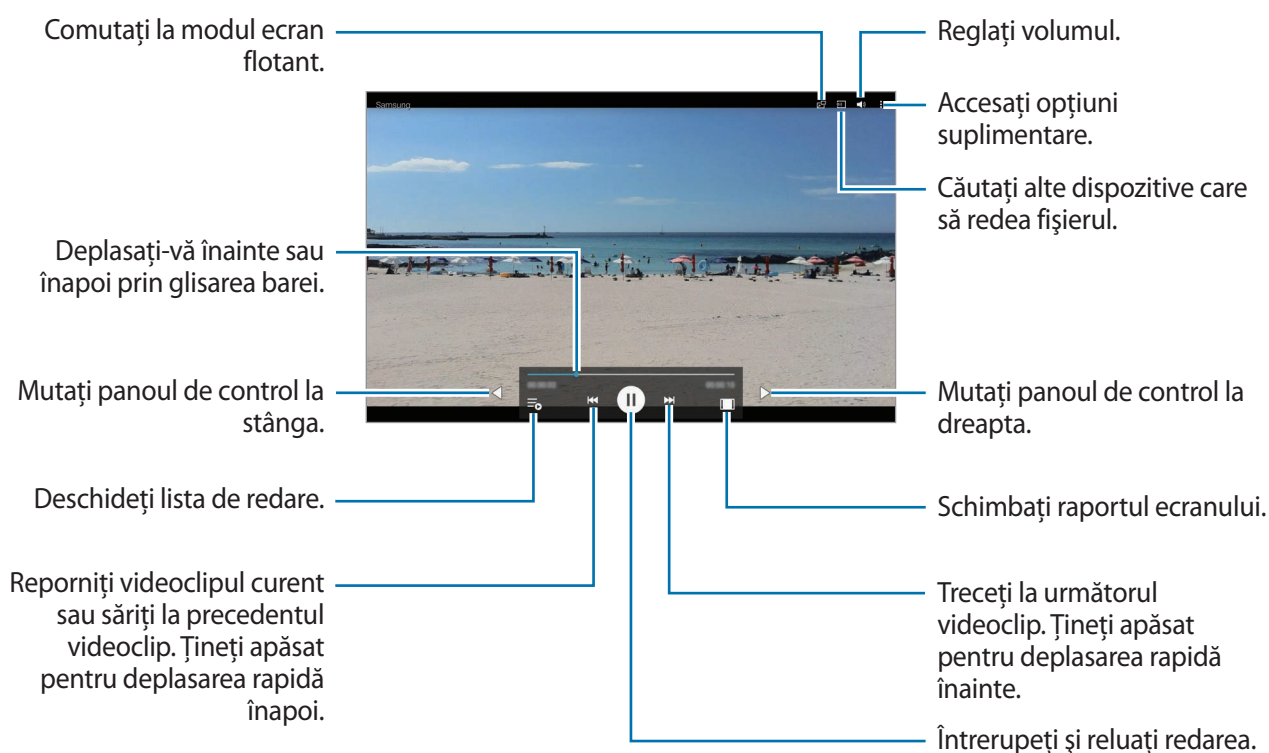 Comutați la modul ecran
flotant.
Reglați volumul.
Samsung
Accesați opțiuni
suplimentare.
Căutați alte dispozitive care
să redea fişierul.
Deplasați-vă înainte sau
înapoi prin glisarea barei.
Mutați panoul de control la
stânga.
Mutați panoul de control la
dreapta.
Deschideți lista de redare.
Schimbați raportul ecranului.
Reporniți videoclipul curent
sau săriți la precedentul
videoclip. Țineți apăsat
pentru deplasarea rapidă
înapoi.
Treceți la următorul
videoclip. Țineți apăsat
pentru deplasarea rapidă
înainte.
Întrerupeți şi reluați redarea.